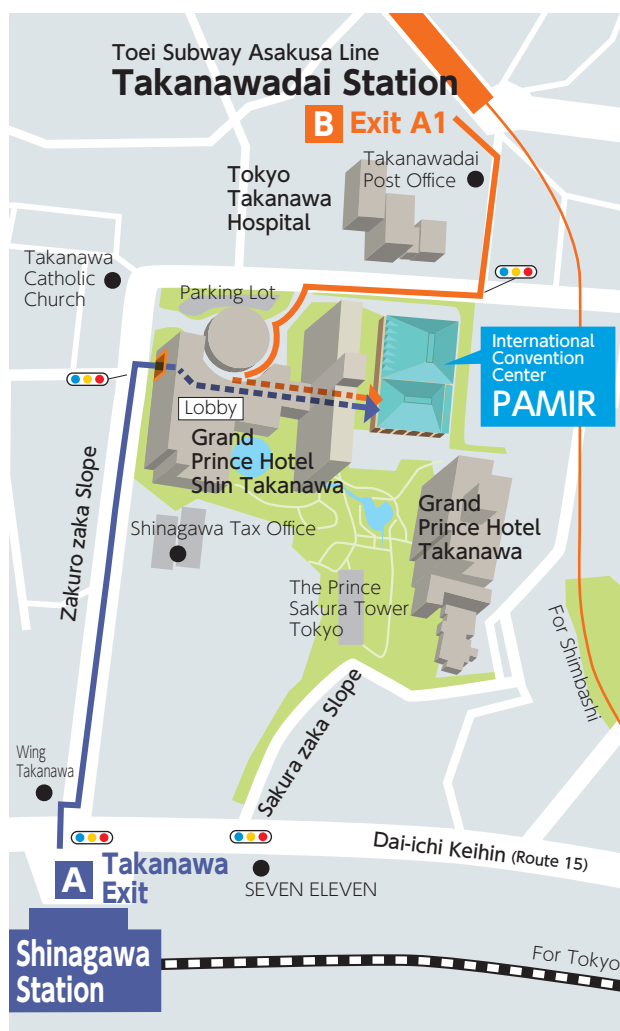 Toei Subway Asakusa Line
Takanawadai Station
B Exit A1
Takanawadai
Post Office
Tokyo
Takanawa
Hospital
Takanawa
Catholic
Church
Parking Lot
International
Convention
Center
PAMIR
Lobby
Grand
Prince Hotel
Shin Takanawa
Grand
Prince Hotel
Takanawa
Shinagawa Tax Office
Zakuro zaka Slope
The Prince
Sakura Tower
Tokyo
For Shimbashi
Sakura zaka Slope
Wing
Takanawa
Dai-ichi Keihin (Route 15)
A Takanawa
Exit
SEVEN ELEVEN
Shinagawa
Station
For Tokyo